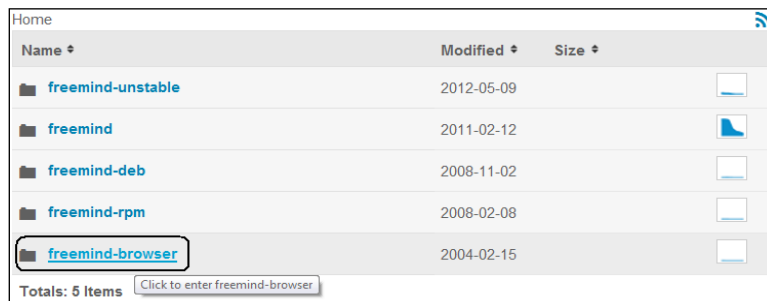 Home
Name Modified Size
freemind-unstable 2012-05-09
freemind 2011-02-12
freemind-deb 2008-11-02
freemind-rpm 2008-02-08
freemind-browser 2004-02-15
Totals: 5 Items Click to enter freemind-browser